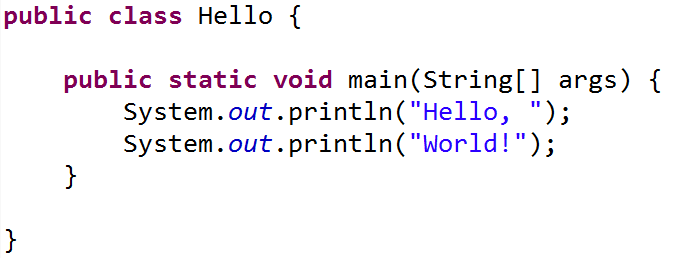 public class Hello {
    public static void main(String[] args) {
        System.out.println("Hello, ");
        System.out.println("World!");
    }
}